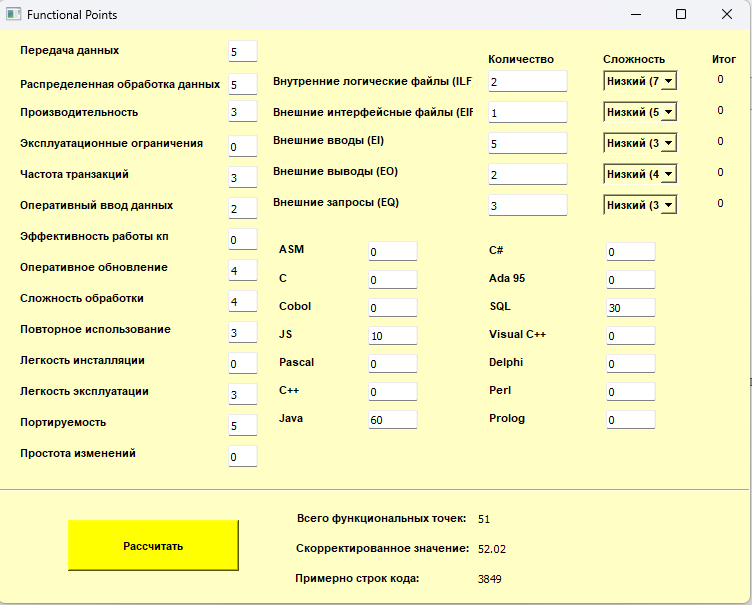 Functional Points
Передача данных 5
Количество Сложность Итог
Распределенная обработка данных 5 Внутренние логические файлы (ILF 2 Низкий (7 0
Производительность 3 Внешние интерфейсные файлы (EIF 1 Низкий (5 0
Эксплуатационные ограничения 0 Внешние вводы (EI) 5 Низкий (3 0
Частота транзакций 3 Внешние выводы (EO) 2 Низкий (4 0
Оперативный ввод данных 2 Внешние запросы (EQ) 3 Низкий (3 0
Эффективность работы кп 0 ASM 0 C# 0
Оперативное обновление 4 C 0 Ada 95 0
Сложность обработки 4 Cobol 0 SQL 30
Повторное использование 3 JS 10 Visual C++ 0
Легкость инсталляции 0 Pascal 0 Delphi 0
Легкость эксплуатации 3 C++ 0 Perl 0
Портируемость 5 Java 60 Prolog 0
Простота изменений 0
Рассчитать
Всего функциональных точек: 51
Скорректированное значение: 52.02
Примерно строк кода: 3849